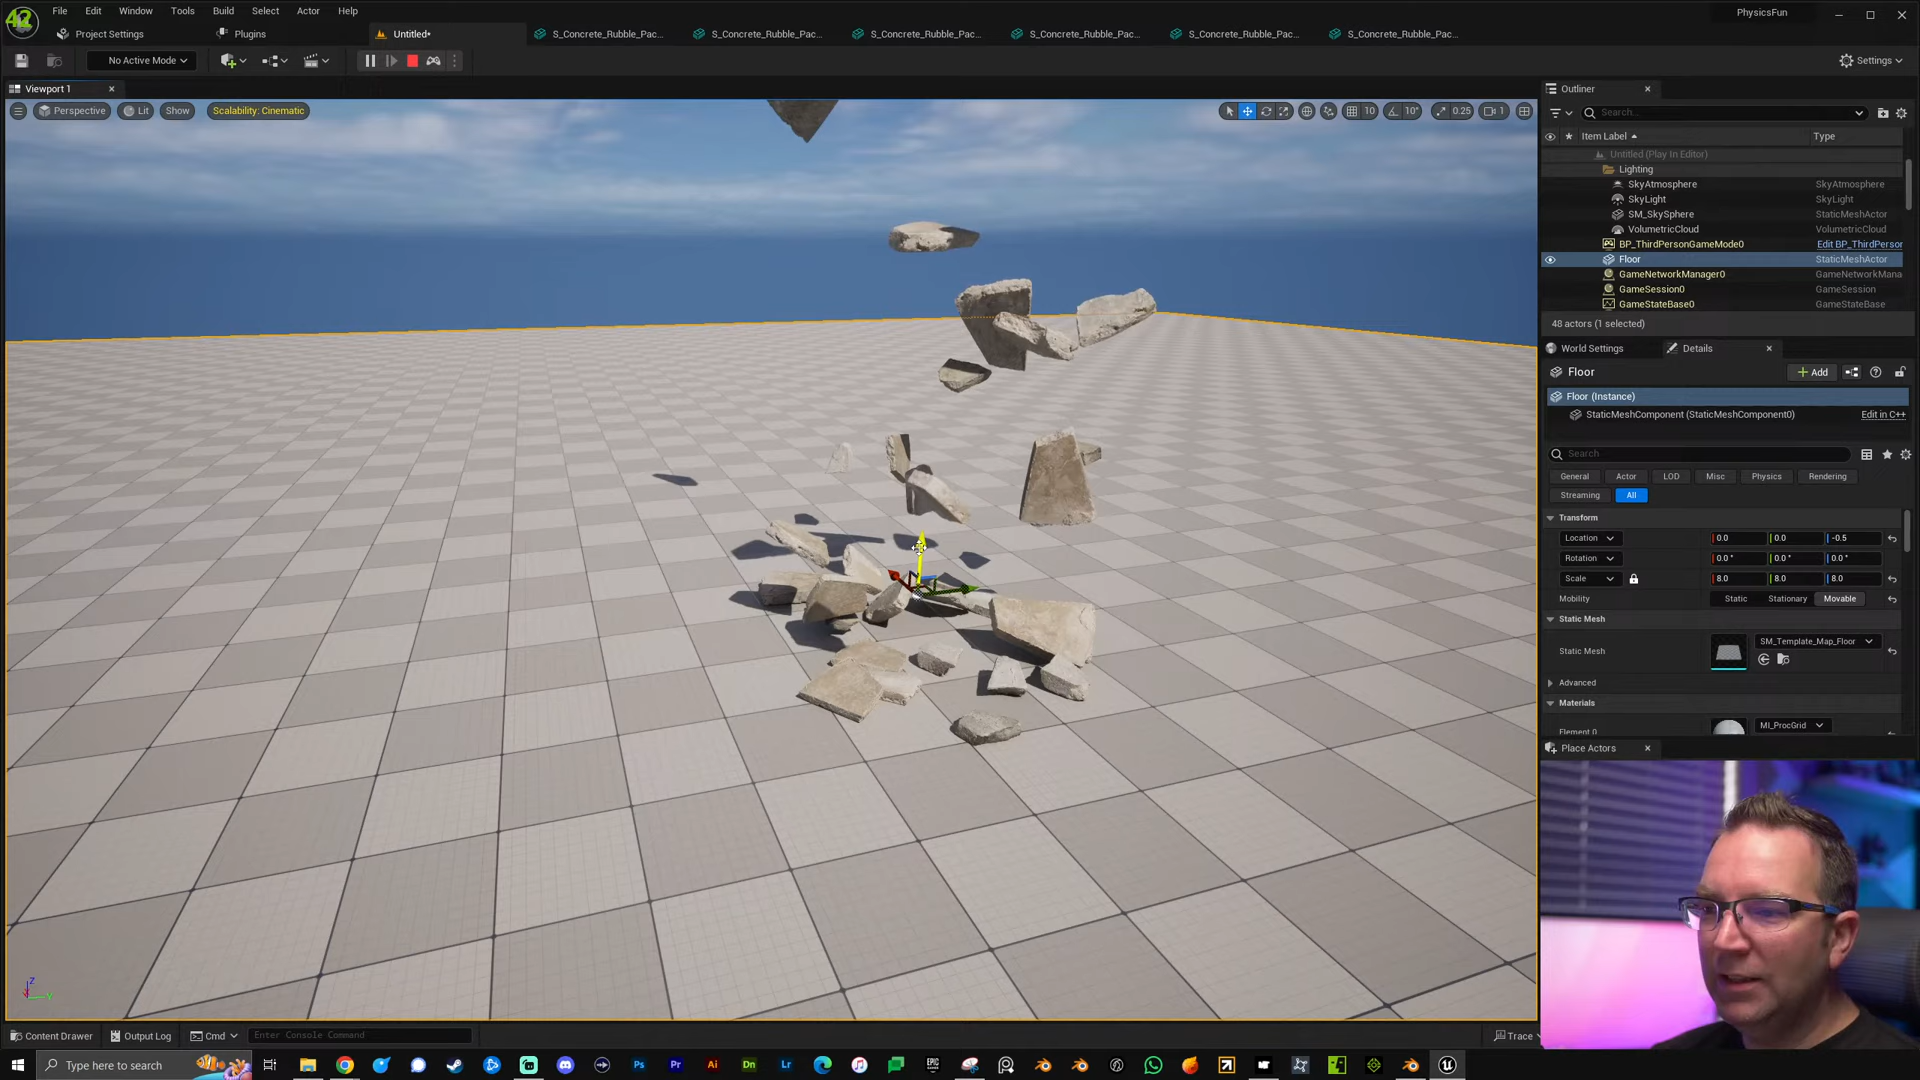 File Edit Window Tools Build Select Actor Help
PhysicsFun
Project Settings
Plugins
Untitled*
S_Concrete_Rubble_Pac...
S_Concrete_Rubble_Pac...
S_Concrete_Rubble_Pac...
S_Concrete_Rubble_Pac...
S_Concrete_Rubble_Pac...
S_Concrete_Rubble_Pac...
No Active Mode
Settings
Viewport 1
Perspective Lit Show Scalability: Cinematic
10 10° 0.25 1
Outliner
Search...
Item Label Type
Untitled (Play In Editor)
Lighting
SkyAtmosphere SkyAtmosphere
SkyLight SkyLight
SM_SkySphere StaticMeshActor
VolumetricCloud VolumetricCloud
BP_ThirdPersonGameMode0 Edit BP_ThirdPerson
Floor StaticMeshActor
GameNetworkManager0 GameNetworkMana
GameSession0 GameSession
GameStateBase0 GameStateBase
48 actors (1 selected)
World Settings Details
Floor Add
Floor (Instance)
StaticMeshComponent (StaticMeshComponent0) Edit in C++
Search
General Actor LOD Misc Physics Rendering
Streaming All
Transform
Location 0.0 0.0 -0.5
Rotation 0.0° 0.0° 0.0°
Scale 8.0 8.0 8.0
Mobility Static Stationary Movable
Static Mesh
Static Mesh SM_Template_Map_Floor
Advanced
Materials
Element 0 MI_ProcGrid
Place Actors
Z
Y
Content Drawer Output Log Cmd Enter Console Command Trace
Type here to search
Ps Pr Ai Dn Lr EPIC GAMES